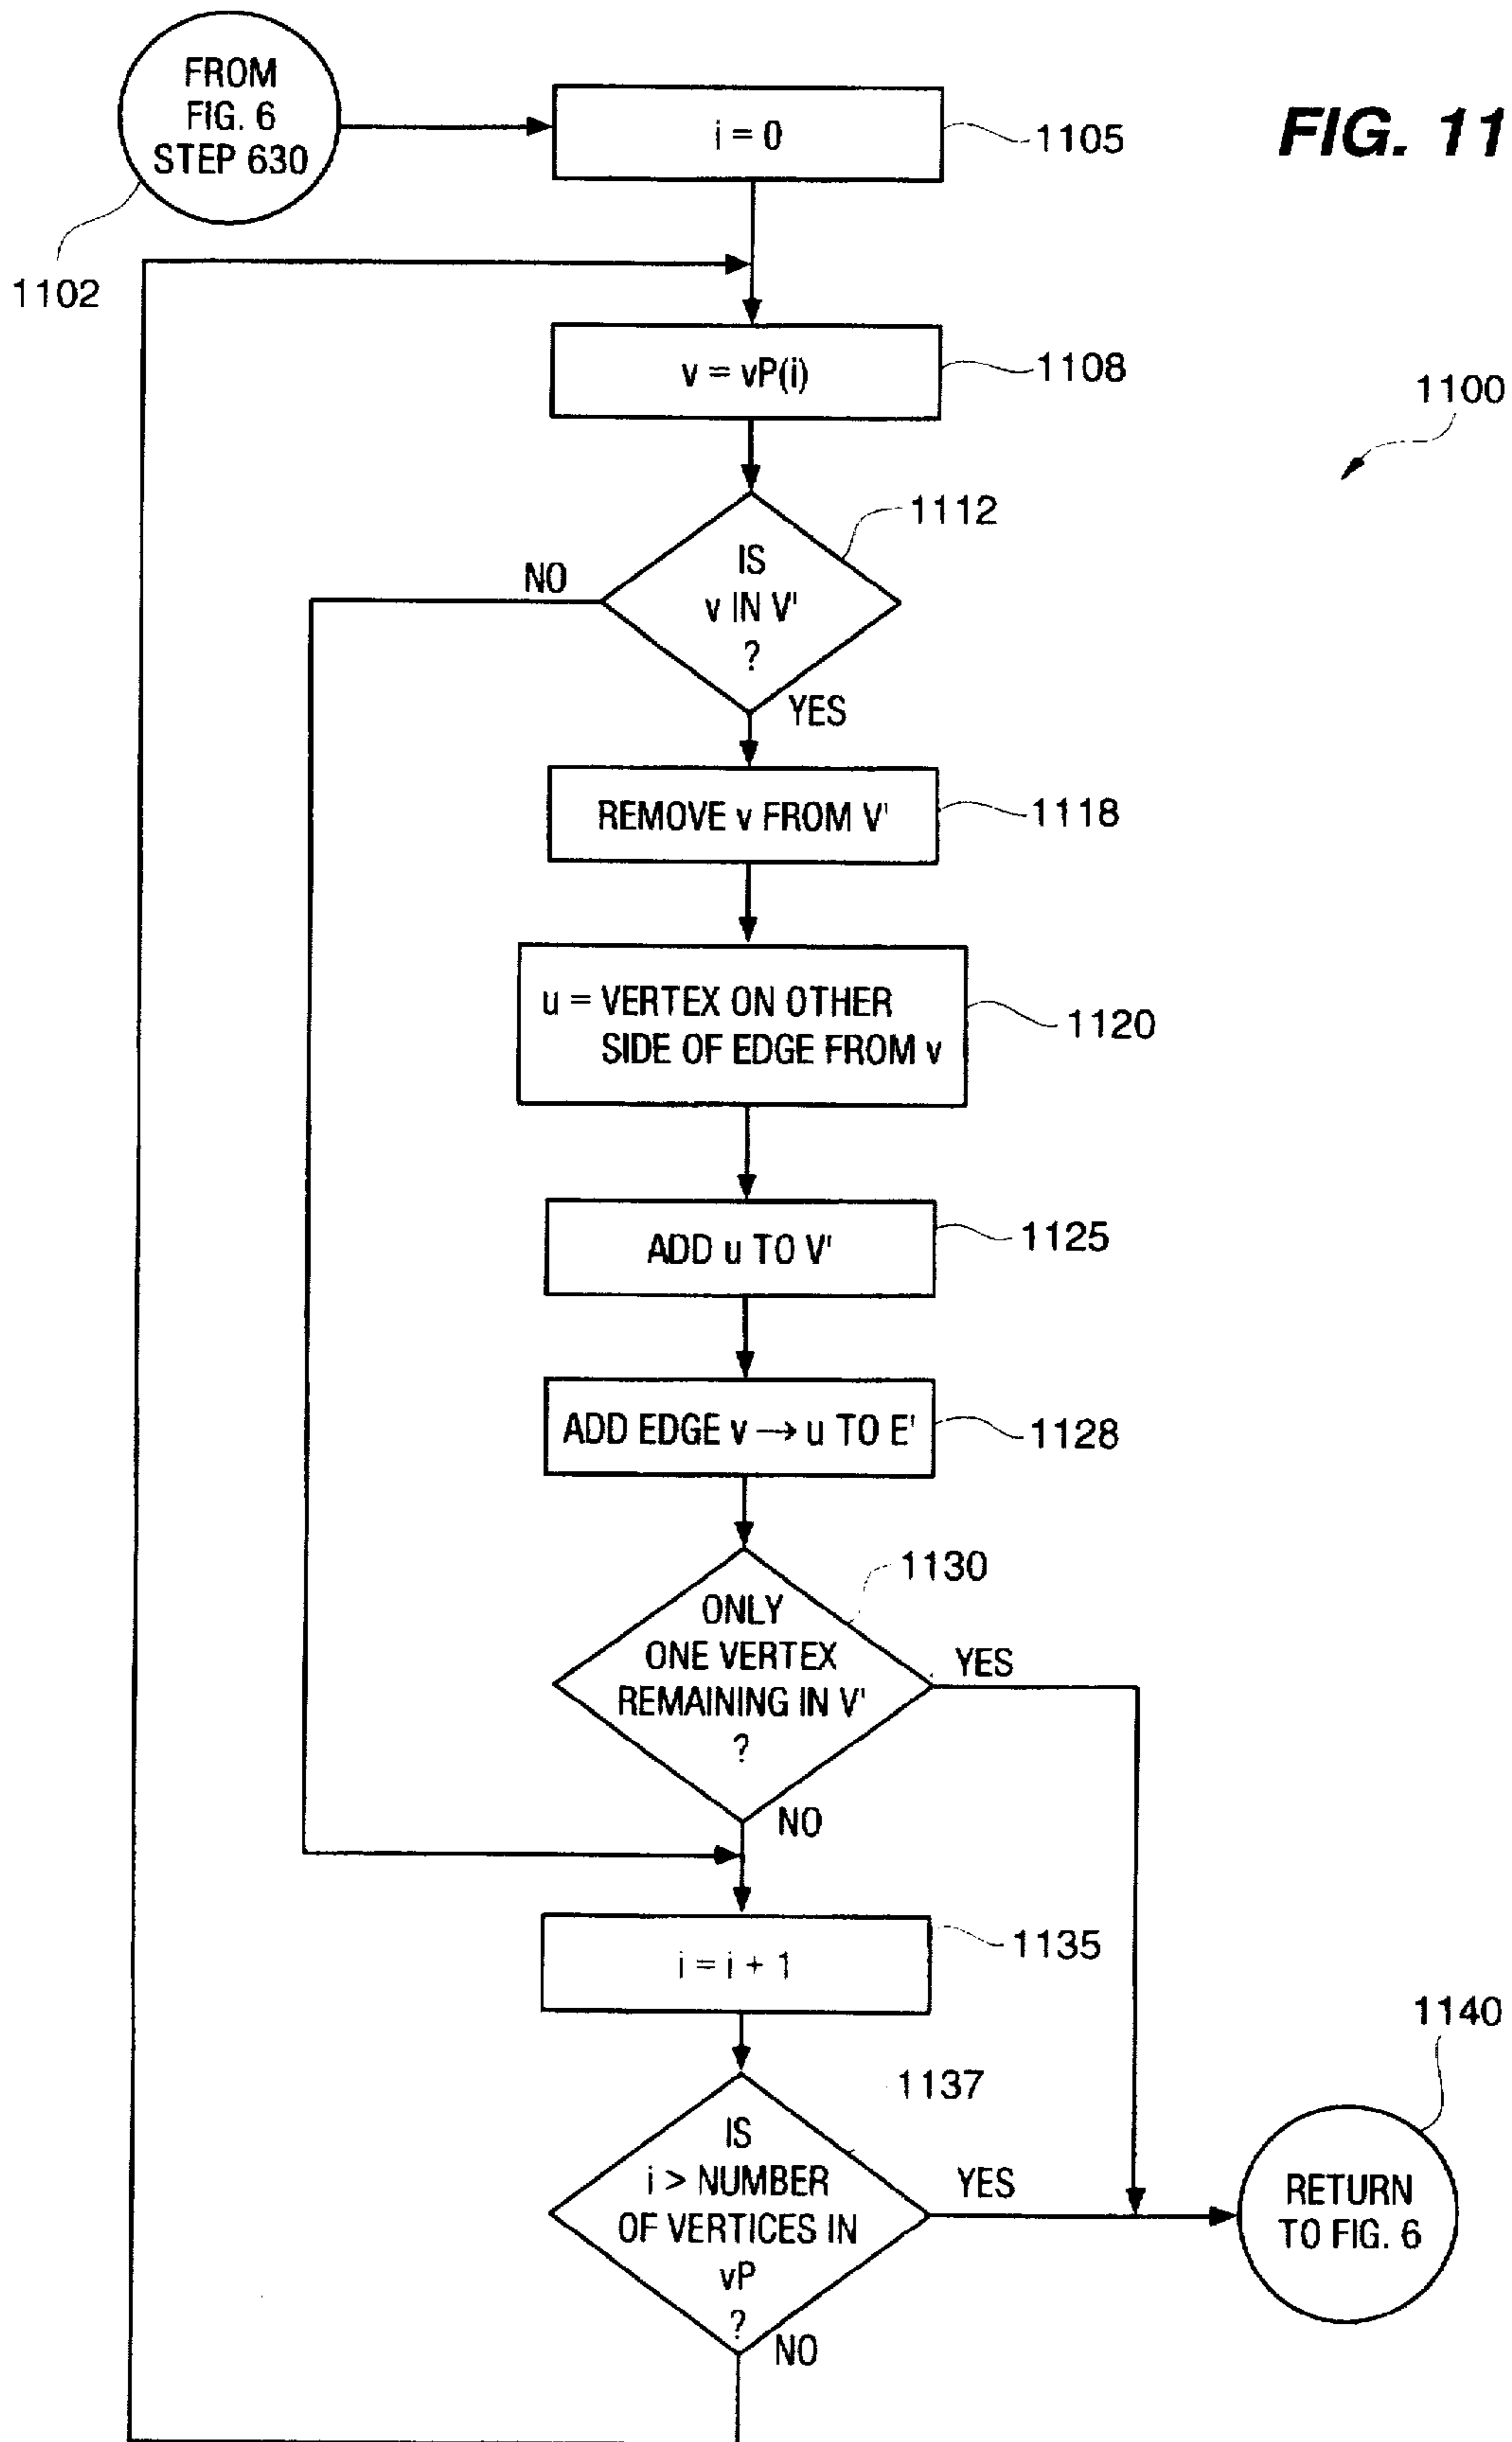 FROM
FIG. 6
STEP 630
1102
i = 0
1105
FIG. 11
v = vP(i)
1108
1100
IS
v IN V'
?
1112
NO
YES
REMOVE v FROM V'
1118
u = VERTEX ON OTHER
SIDE OF EDGE FROM v
1120
ADD u TO V'
1125
ADD EDGE v → u TO E'
1128
ONLY
ONE VERTEX
REMAINING IN V'
?
1130
YES
NO
i = i + 1
1135
IS
i > NUMBER
OF VERTICES IN
vP
?
1137
YES
NO
RETURN
TO FIG. 6
1140